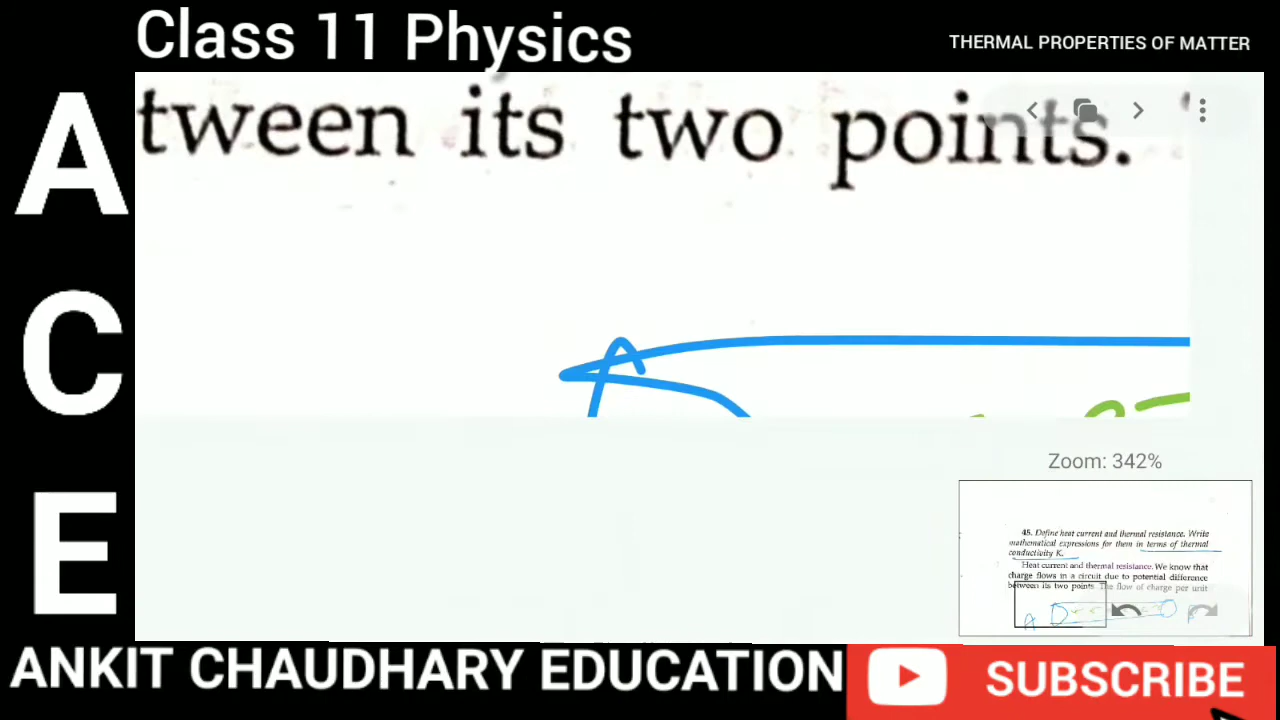 Class 11 Physics
THERMAL PROPERTIES OF MATTER
A
C
E
tween its two points.
A
Zoom: 342%
45. Define heat current and thermal resistance. Write
mathematical expressions for them in terms of thermal
conductivity K.
Heat current and thermal resistance. We know that
charge flows in a circuit due to potential difference
between its two points The flow of charge per unit
A
ANKIT CHAUDHARY EDUCATION
SUBSCRIBE